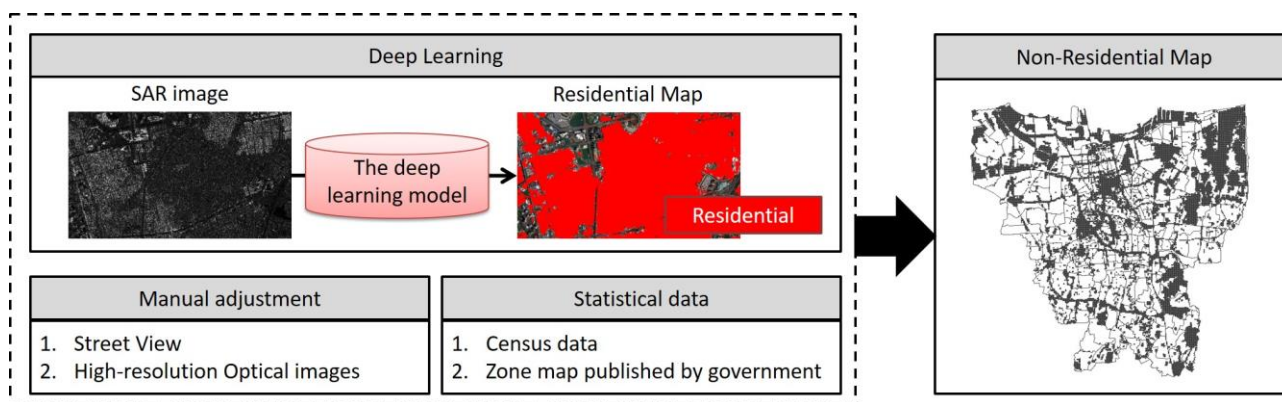 Deep Learning
SAR image
Residential Map
The deep
learning model
Residential
Manual adjustment
1. Street View
2. High-resolution Optical images
Statistical data
1. Census data
2. Zone map published by government
Non-Residential Map